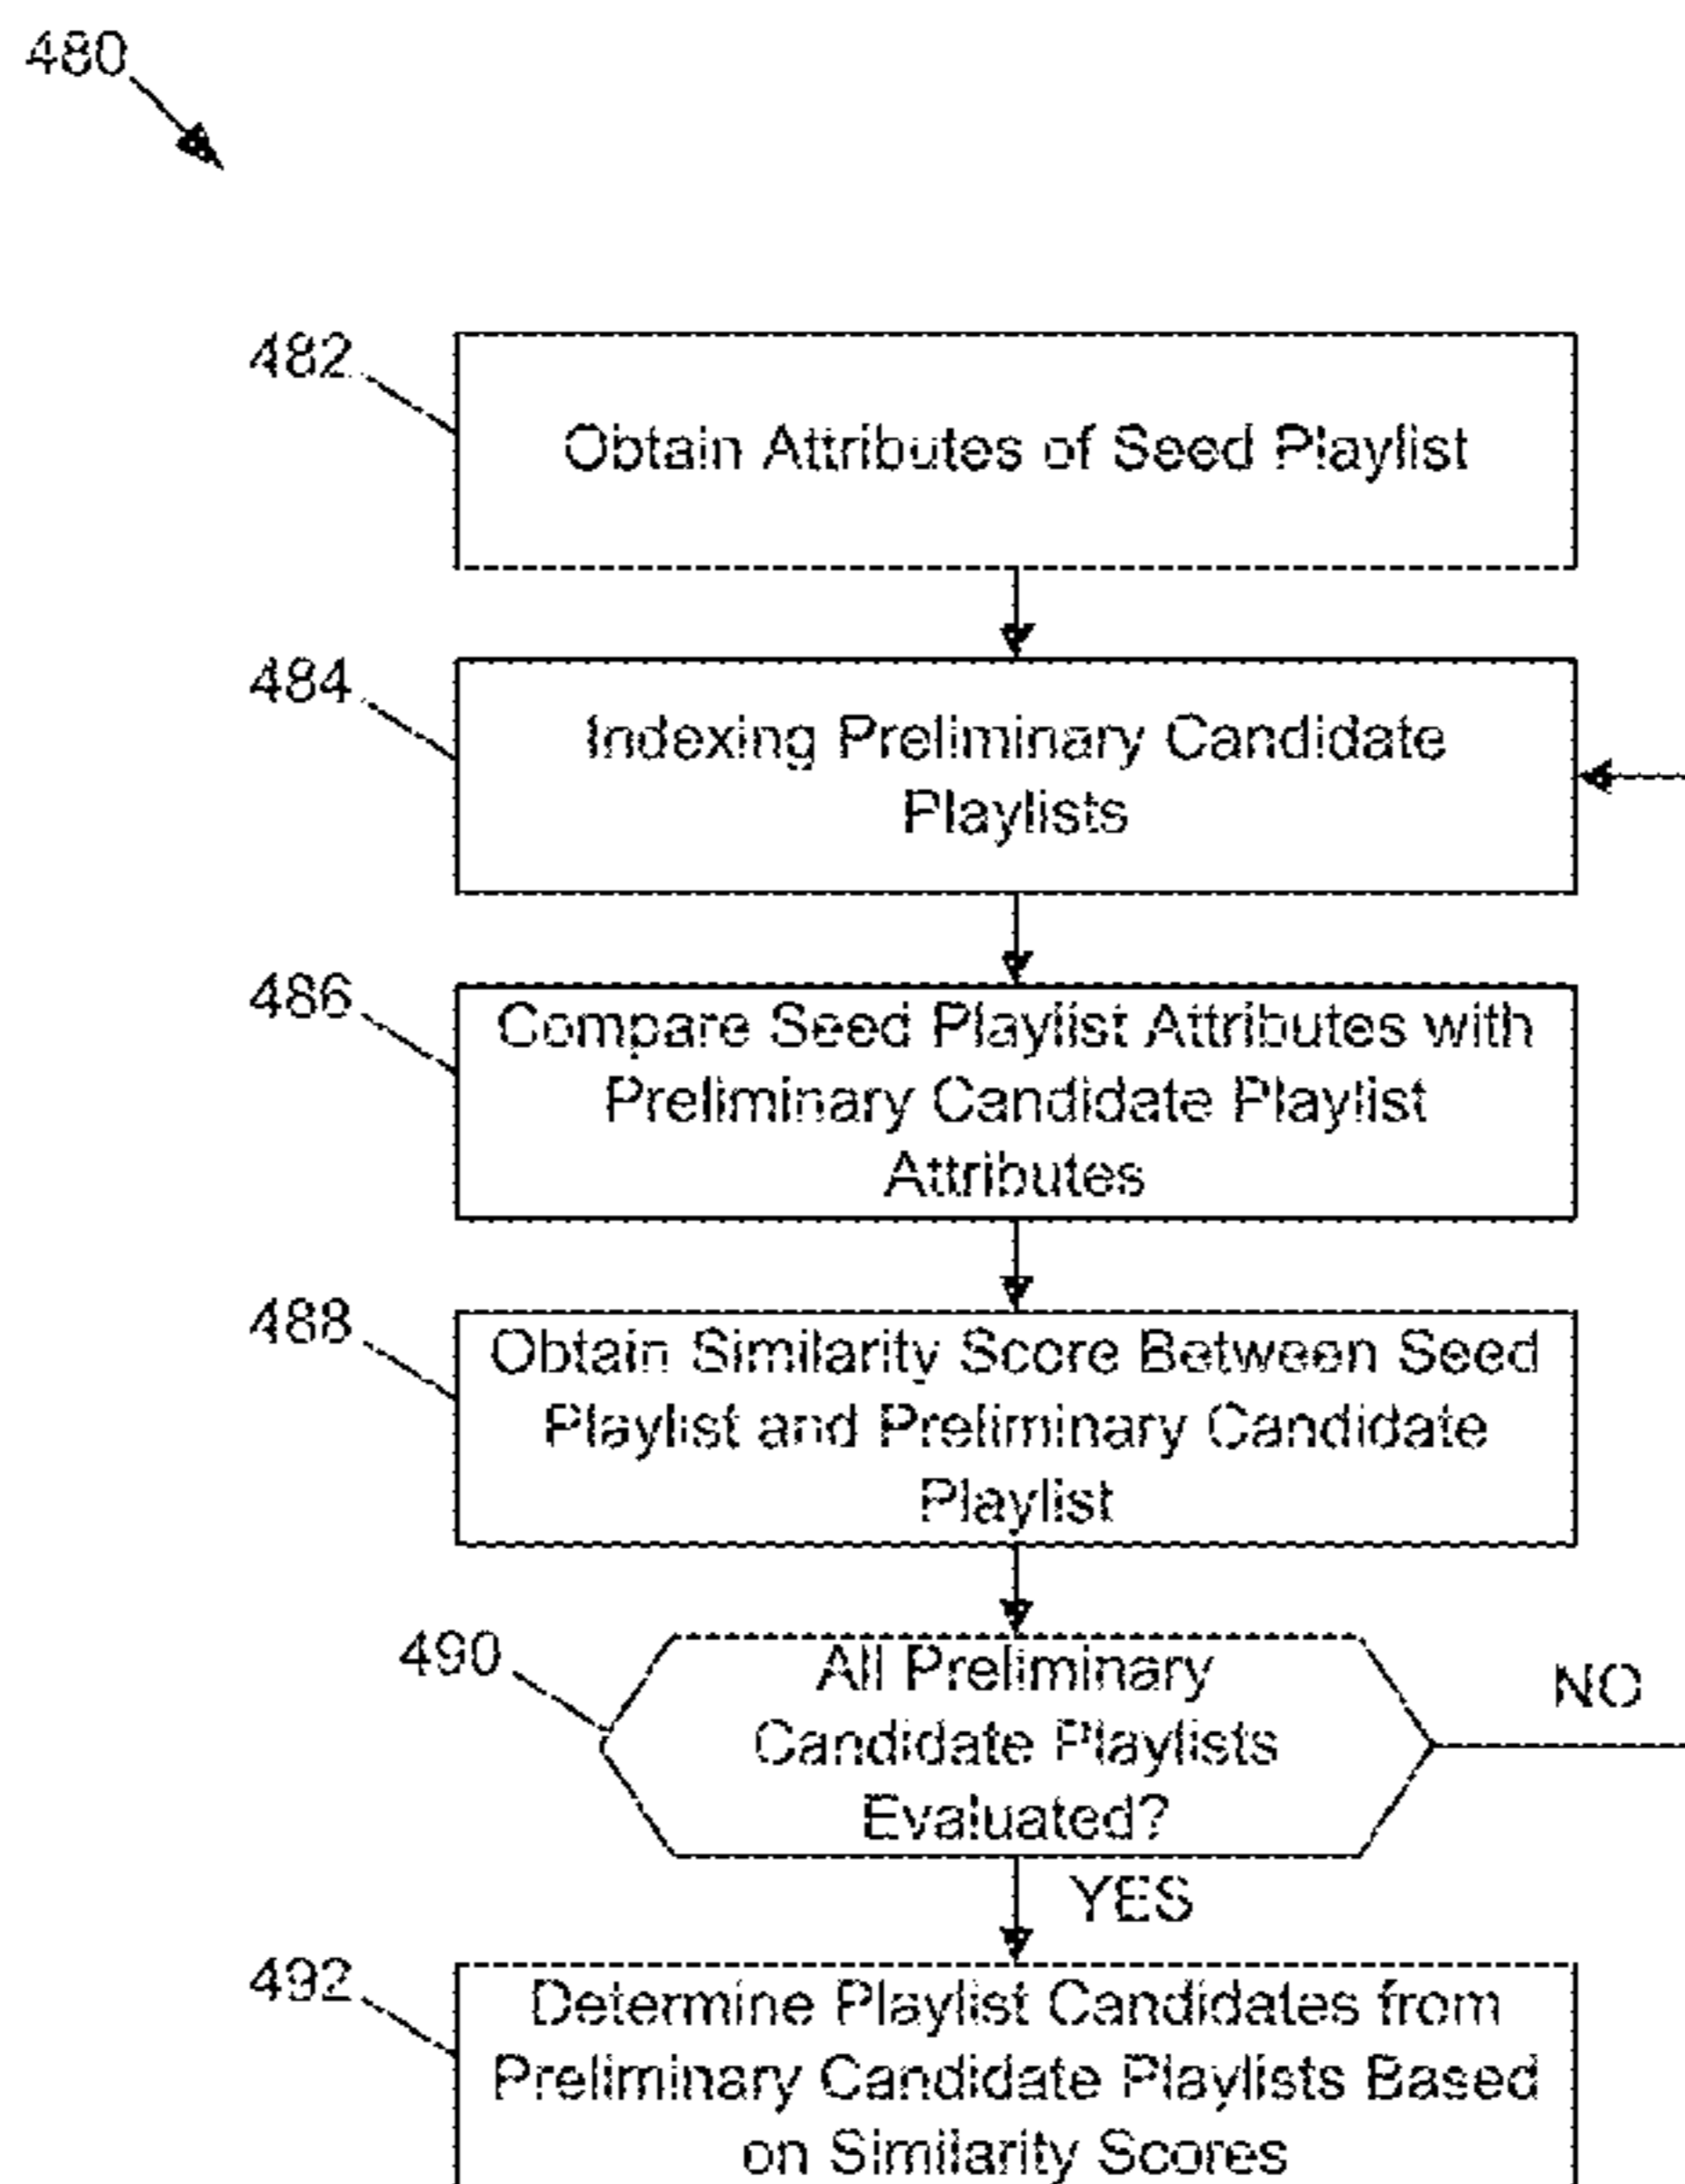 480
482
Obtain Attributes of Seed Playlist
484
Indexing Preliminary Candidate
Playlists
486
Compare Seed Playlist Attributes with
Preliminary Candidate Playlist
Attributes
488
Obtain Similarity Score Between Seed
Playlist and Preliminary Candidate
Playlist
490
All Preliminary
Candidate Playlists
Evaluated?
NO
YES
492
Determine Playlist Candidates from
Preliminary Candidate Playlists Based
on Similarity Scores